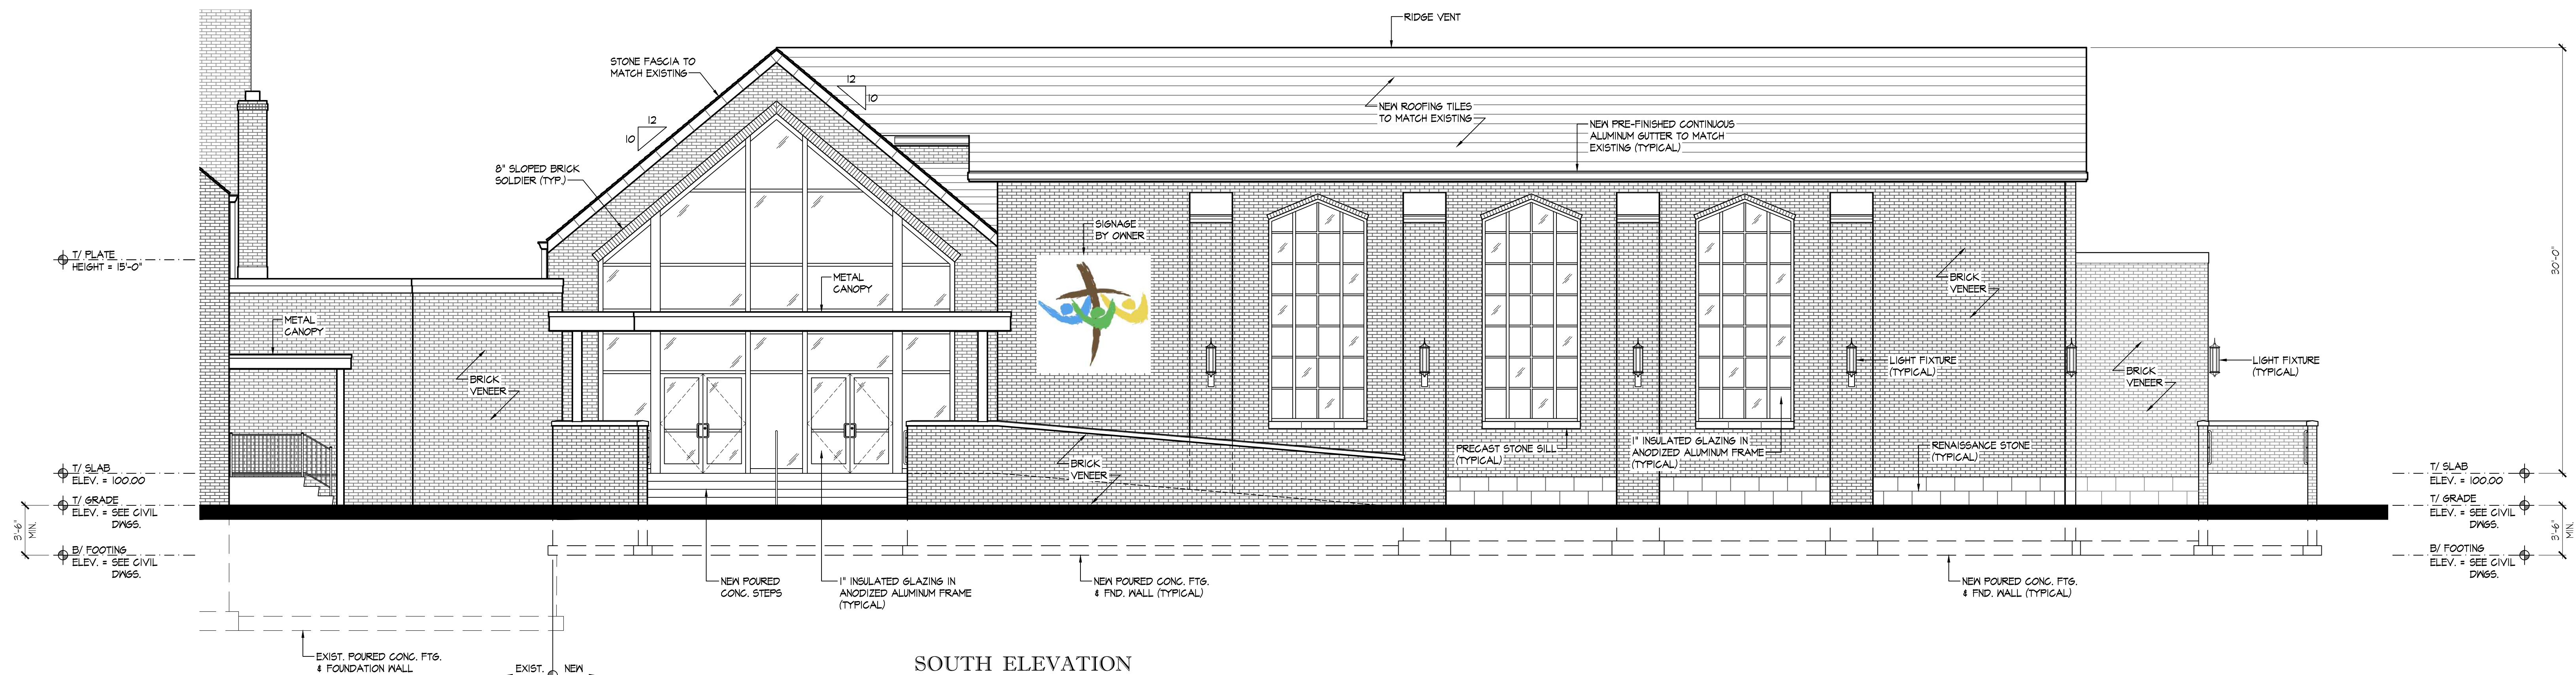 RIDGE VENT
STONE FASCIA TO
MATCH EXISTING
12
10
12
10
NEW ROOFING TILES
TO MATCH EXISTING
NEW PRE-FINISHED CONTINUOUS
ALUMINUM GUTTER TO MATCH
EXISTING (TYPICAL)
8" SLOPED BRICK
SOLDIER (TYP.)
SIGNAGE
BY OWNER
T/ PLATE
HEIGHT = 15'-0"
30'-0"
METAL
CANOPY
BRICK
VENEER
METAL
CANOPY
BRICK
VENEER
LIGHT FIXTURE
(TYPICAL)
BRICK
VENEER
LIGHT FIXTURE
(TYPICAL)
PRECAST STONE SILL
(TYPICAL)
1" INSULATED GLAZING IN
ANODIZED ALUMINUM FRAME
(TYPICAL)
RENAISSANCE STONE
(TYPICAL)
BRICK
VENEER
T/ SLAB
ELEV. = 100.00
T/ GRADE
ELEV. = SEE CIVIL
DWGS.
3'-6"
MIN.
B/ FOOTING
ELEV. = SEE CIVIL
DWGS.
T/ SLAB
ELEV. = 100.00
T/ GRADE
ELEV. = SEE CIVIL
DWGS.
3'-6"
MIN.
B/ FOOTING
ELEV. = SEE CIVIL
DWGS.
NEW POURED
CONC. STEPS
1" INSULATED GLAZING IN
ANODIZED ALUMINUM FRAME
(TYPICAL)
NEW POURED CONC. FTG.
& FND. WALL (TYPICAL)
NEW POURED CONC. FTG.
& FND. WALL (TYPICAL)
EXIST. POURED CONC. FTG.
& FOUNDATION WALL
EXIST. NEW
SOUTH ELEVATION